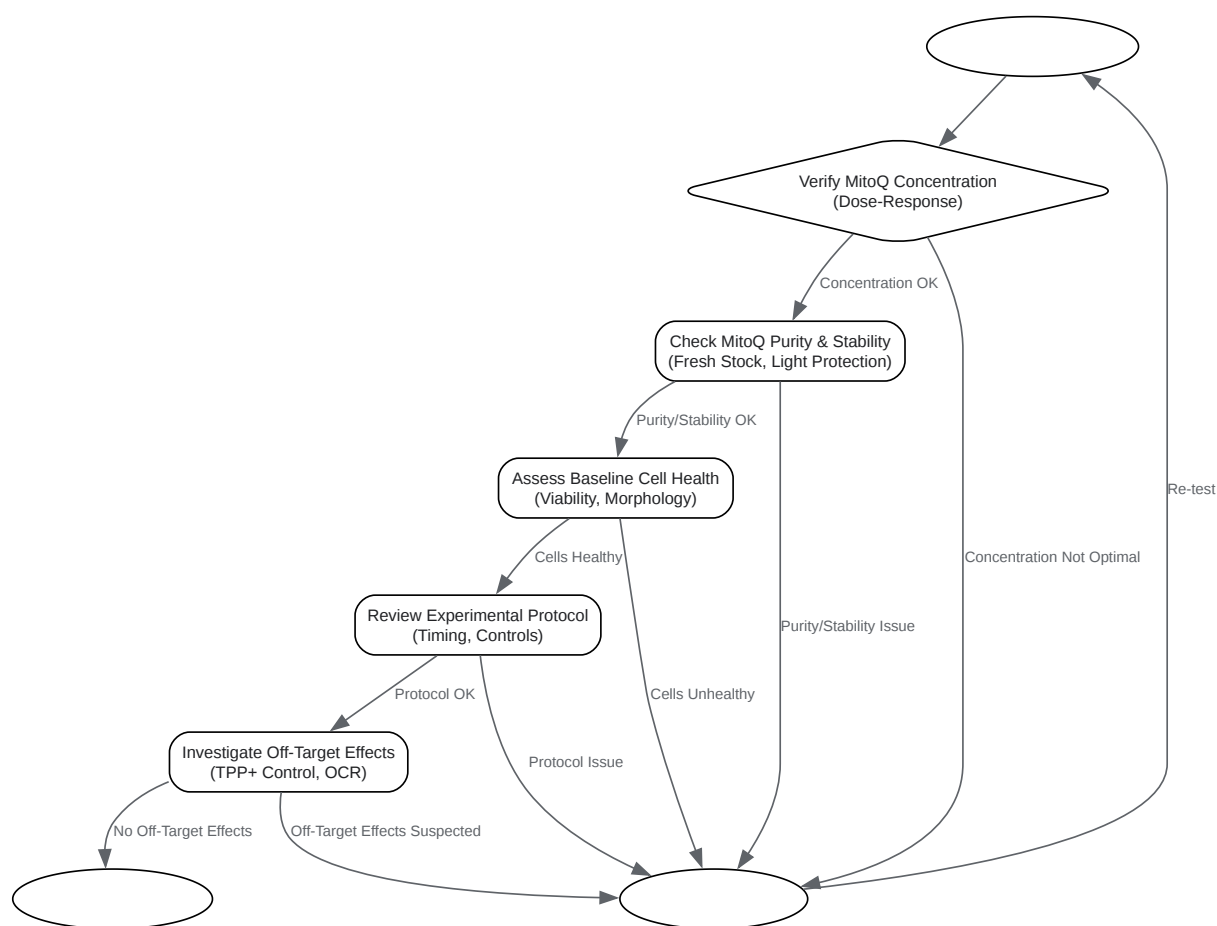 Verify MitoQ Concentration
(Dose-Response)
Concentration OK
Check MitoQ Purity & Stability
(Fresh Stock, Light Protection)
Purity/Stability OK
Assess Baseline Cell Health
(Viability, Morphology)
Re-test
Cells Healthy
Concentration Not Optimal
Review Experimental Protocol
(Timing, Controls)
Purity/Stability Issue
Protocol OK
Cells Unhealthy
Investigate Off-Target Effects
(TPP+ Control, OCR)
Protocol Issue
No Off-Target Effects
Off-Target Effects Suspected